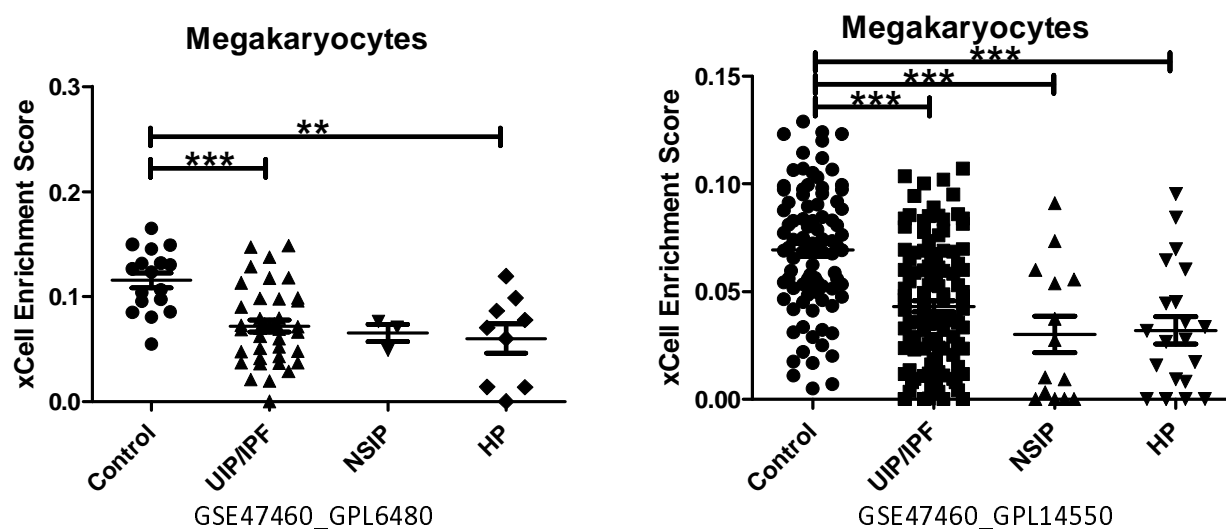 Megakaryocytes
xCell Enrichment Score
0.3
0.2
0.1
0.0
**
***
Control
UIP/IPF
NSIP
HP
GSE47460_GPL6480
Megakaryocytes
xCell Enrichment Score
0.15
0.10
0.05
0.00
***
***
***
Control
UIP/IPF
NSIP
HP
GSE47460_GPL14550